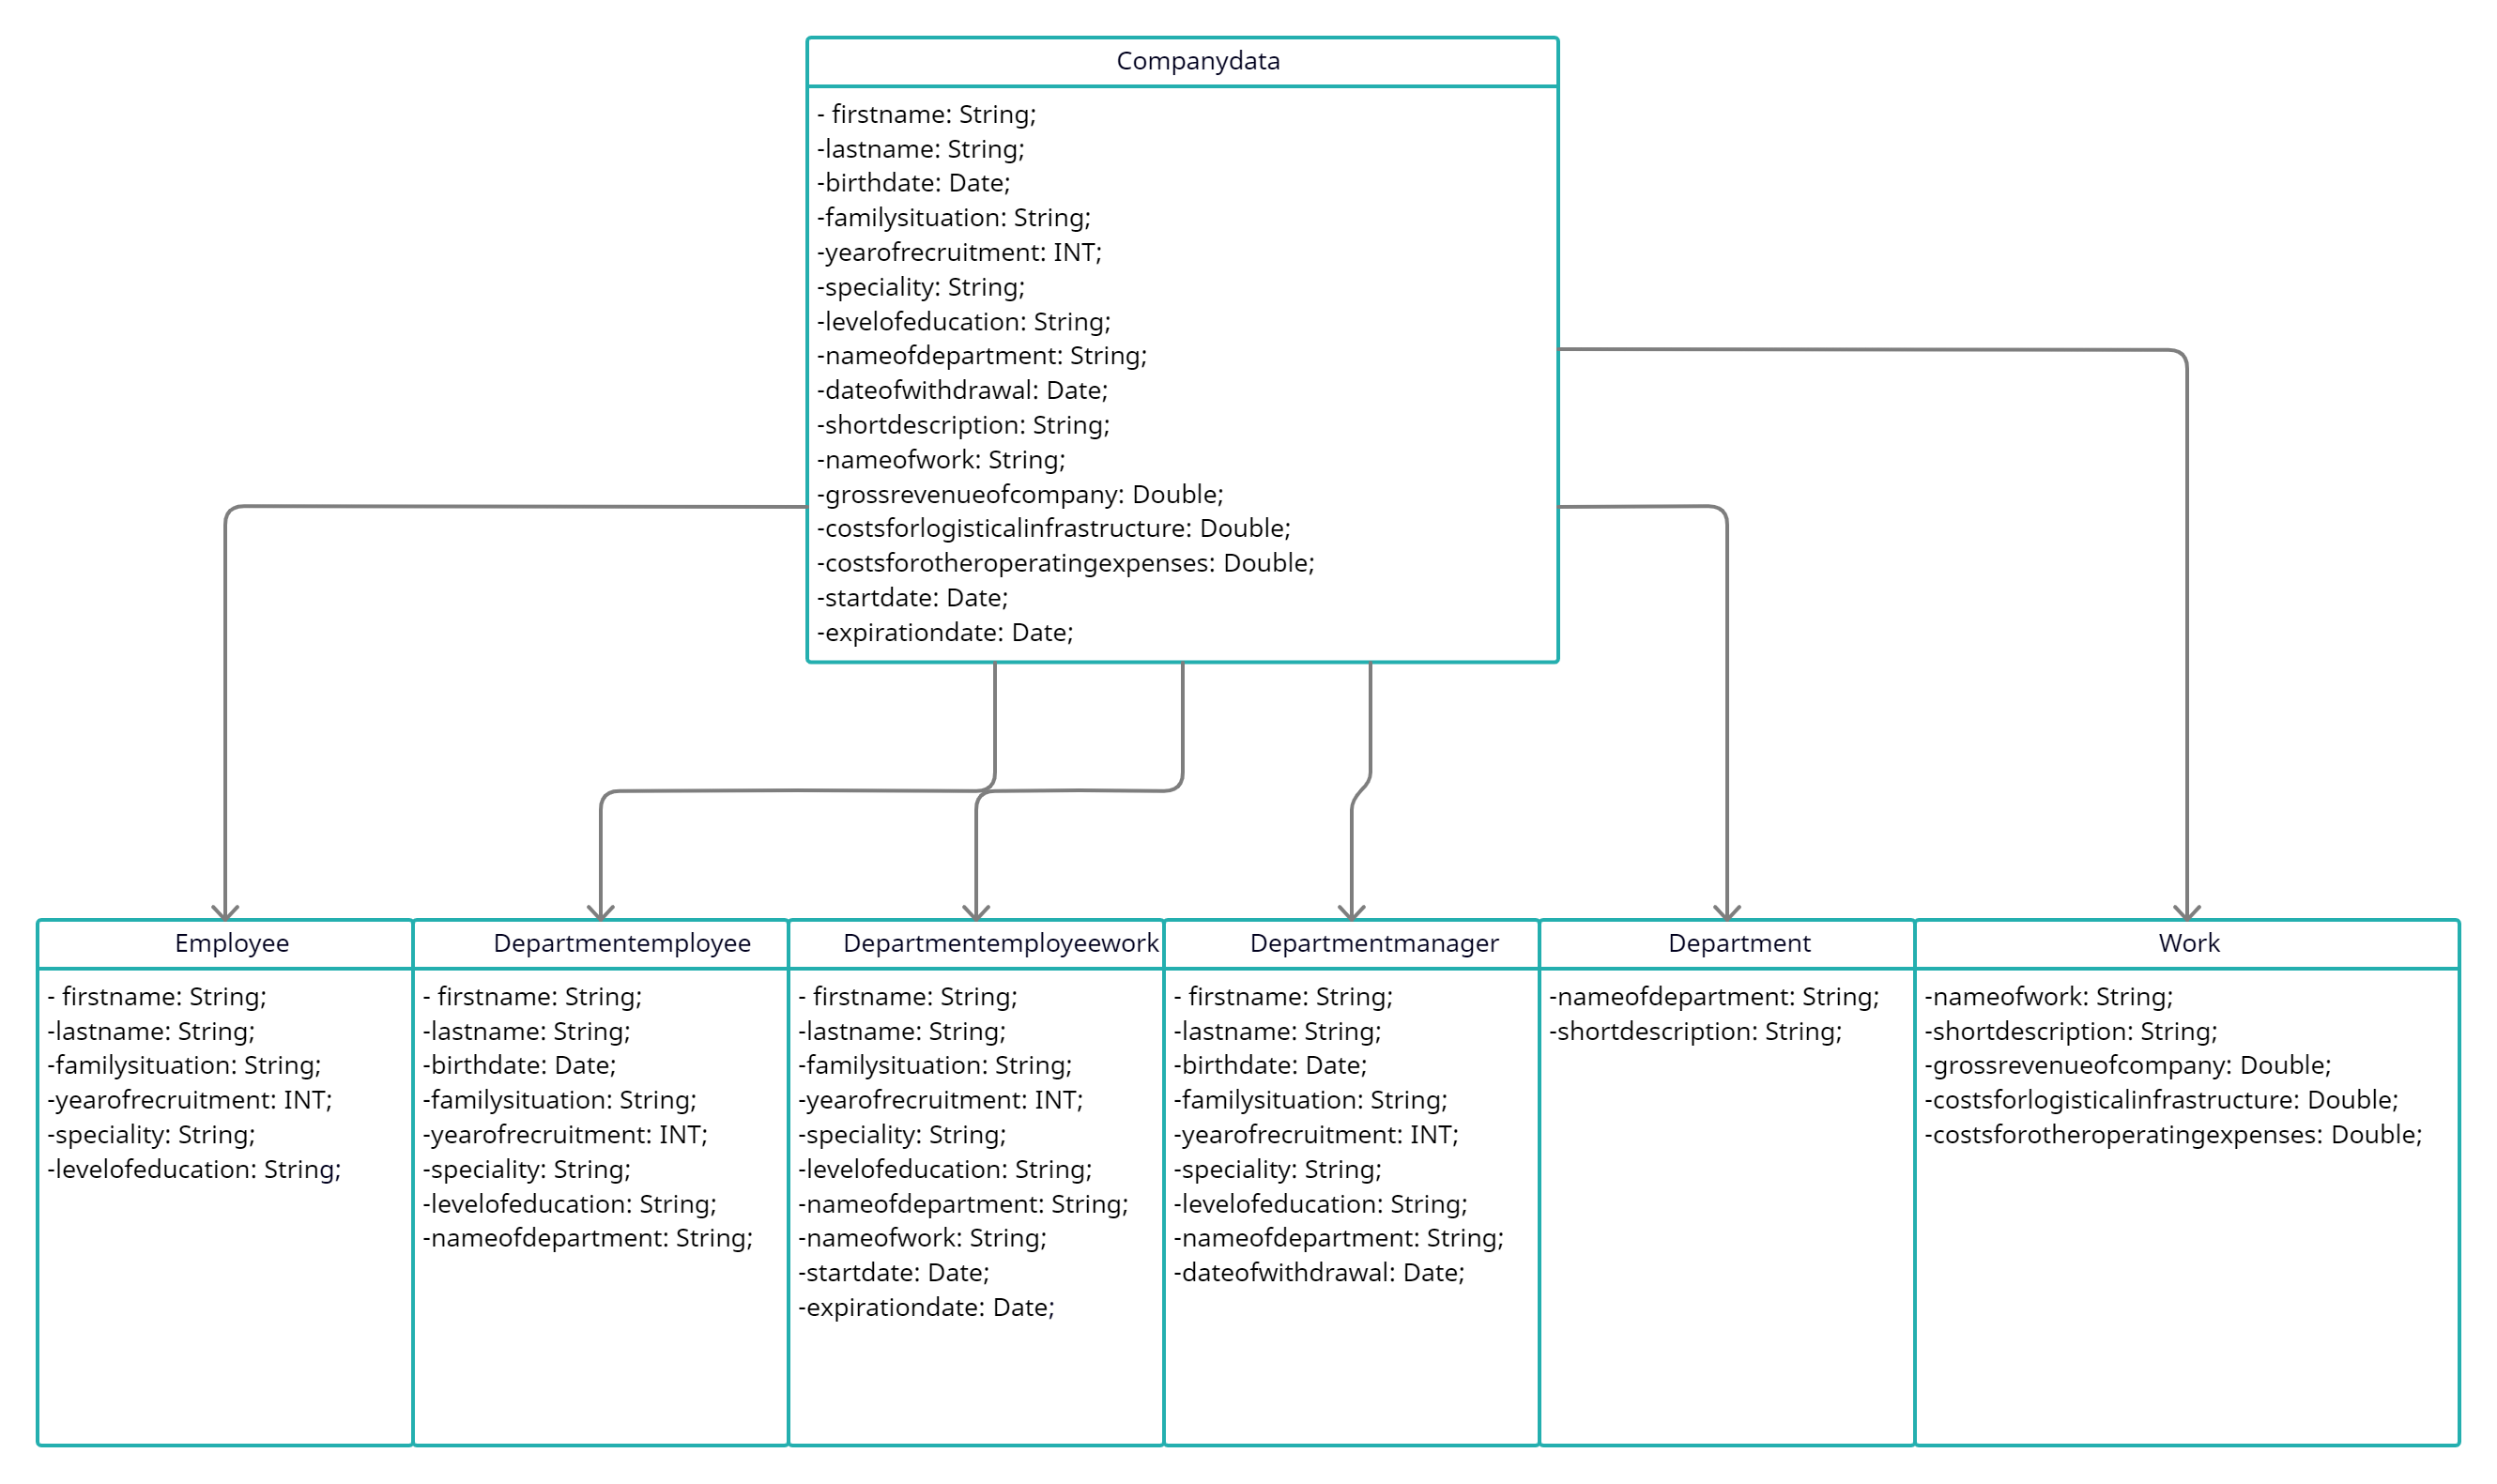 Companydata
- firstname: String;
-lastname: String;
-birthdate: Date;
-familysituation: String;
-yearofrecruitment: INT;
-speciality: String;
-levelofeducation: String;
-nameofdepartment: String;
-dateofwithdrawal: Date;
-shortdescription: String;
-nameofwork: String;
-grossrevenueofcompany: Double;
-costsforlogisticalinfrastructure: Double;
-costsforotheroperatingexpenses: Double;
-startdate: Date;
-expirationdate: Date;
Employee
- firstname: String;
-lastname: String;
-familysituation: String;
-yearofrecruitment: INT;
-speciality: String;
-levelofeducation: String;
Departmentemployee
- firstname: String;
-lastname: String;
-birthdate: Date;
-familysituation: String;
-yearofrecruitment: INT;
-speciality: String;
-levelofeducation: String;
-nameofdepartment: String;
Departmentemployeework
- firstname: String;
-lastname: String;
-familysituation: String;
-yearofrecruitment: INT;
-speciality: String;
-levelofeducation: String;
-nameofdepartment: String;
-nameofwork: String;
-startdate: Date;
-expirationdate: Date;
Departmentmanager
- firstname: String;
-lastname: String;
-birthdate: Date;
-familysituation: String;
-yearofrecruitment: INT;
-speciality: String;
-levelofeducation: String;
-nameofdepartment: String;
-dateofwithdrawal: Date;
Department
-nameofdepartment: String;
-shortdescription: String;
Work
-nameofwork: String;
-shortdescription: String;
-grossrevenueofcompany: Double;
-costsforlogisticalinfrastructure: Double;
-costsforotheroperatingexpenses: Double;